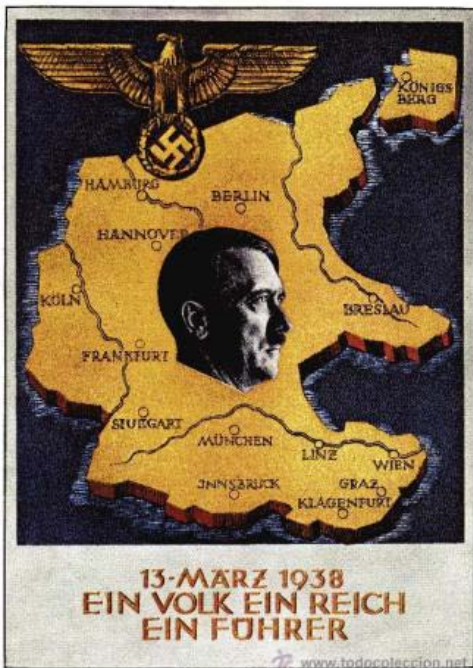 KÖNIGS
BERG
HAMBURG
BERLIN
HANNOVER
KÖLN
BRESLAU
FRANKFURT
STUTTGART
MÜNCHEN
LINZ
WIEN
INNSBRUCK
GRAZ
KLAGENFURT
13·MÄRZ 1938
EIN VOLK EIN REICH
EIN FÜHRER
www.todocoleccion.net